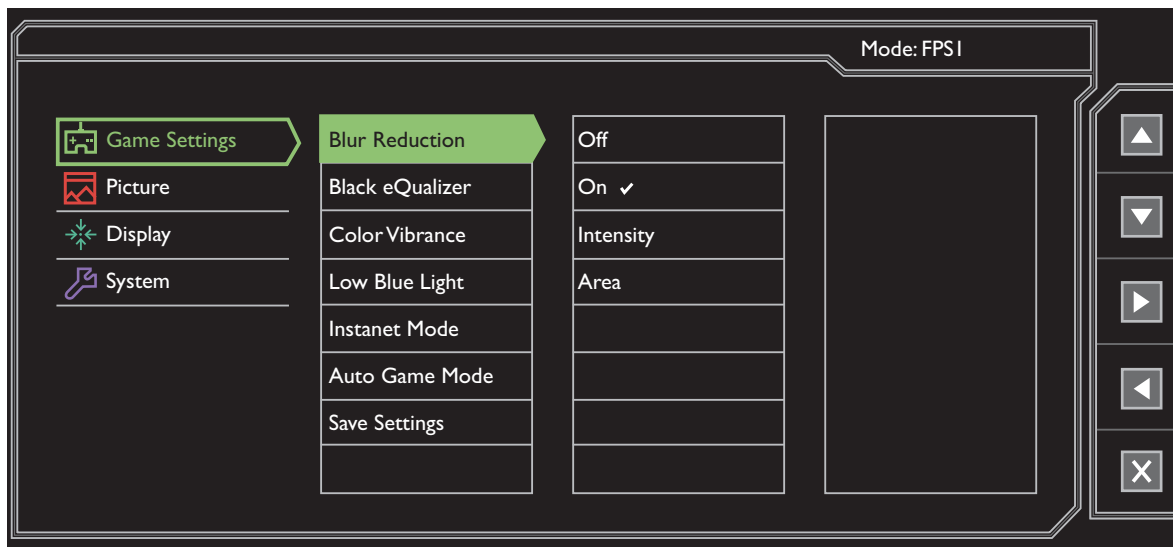 Mode: FPS1
Game Settings
Picture
Display
System
Blur Reduction
Black eQualizer
Color Vibrance
Low Blue Light
Instanet Mode
Auto Game Mode
Save Settings
Off
On ✔
Intensity
Area